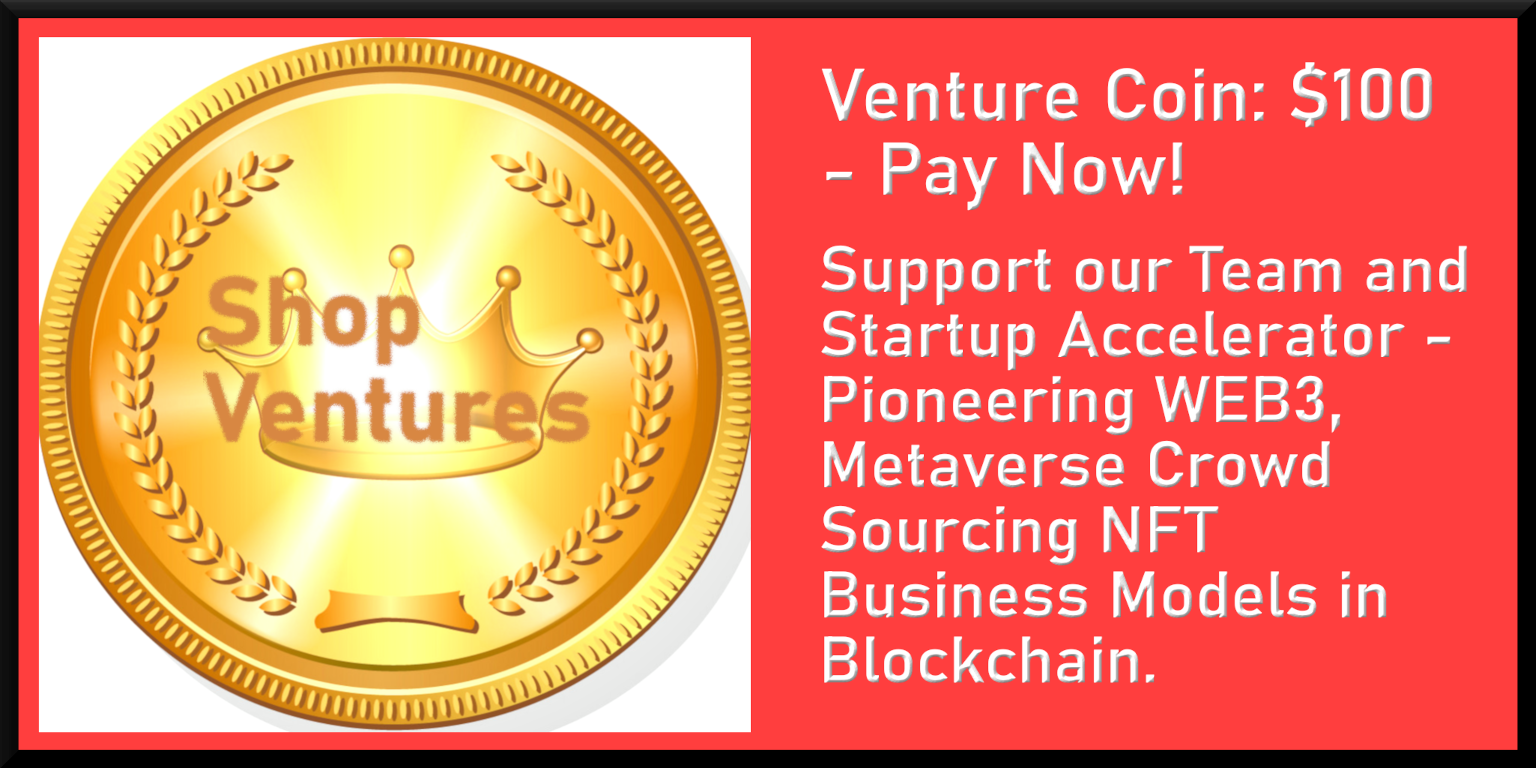 Shop
Ventures
Venture Coin: $100
- Pay Now!
Support our Team and
Startup Accelerator -
Pioneering WEB3,
Metaverse Crowd
Sourcing NFT
Business Models in
Blockchain.